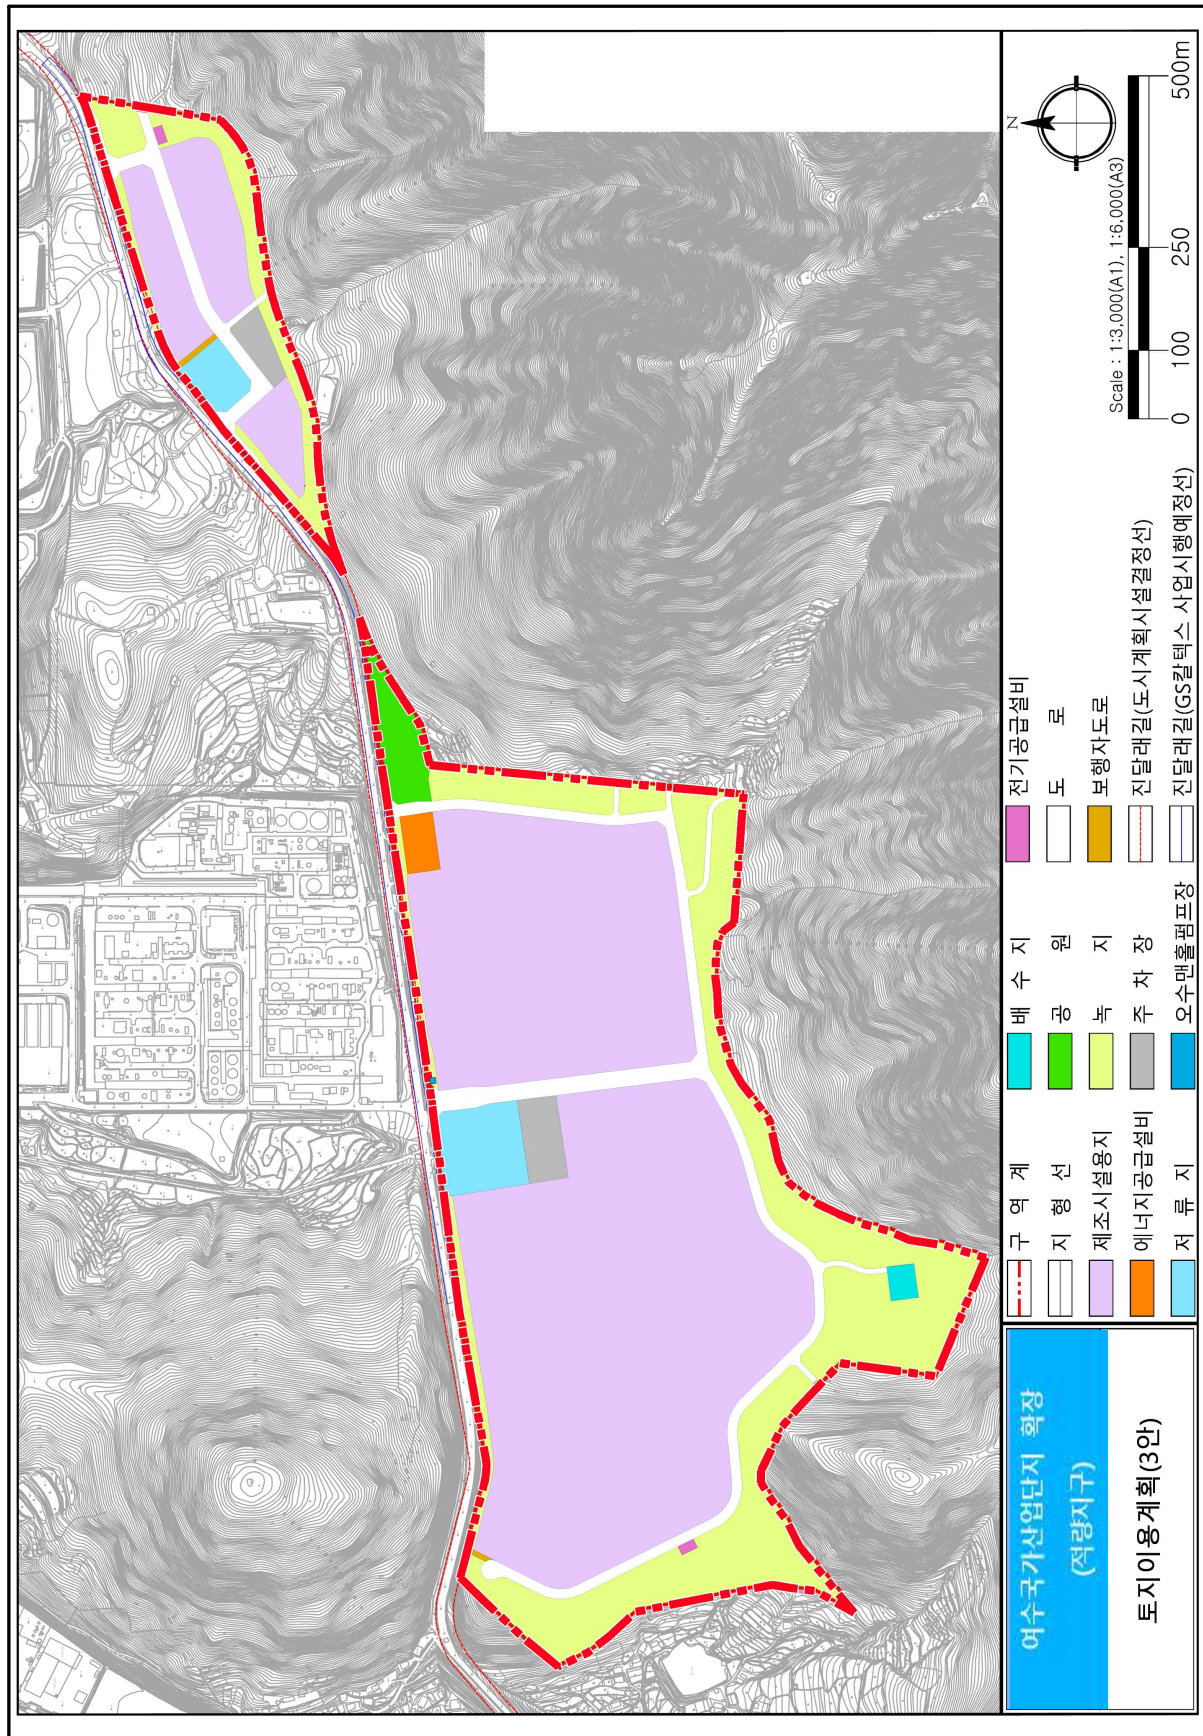 여수국가산업단지 확장
(적량지구)
토지이용계획(3안)
구 역 계
지 형 선
제조시설용지
에너지공급설비
저 류 지
배 수 지
공 원
녹 지
주 차 장
오수맨홀펌프장
전기공급설비
도 로
보행자도로
진달래길(도시계획시설결정선)
진달래길(GS칼텍스 사업시행예정선)
N
Scale : 1:3,000(A1), 1:6,000(A3)
0 100 250 500m